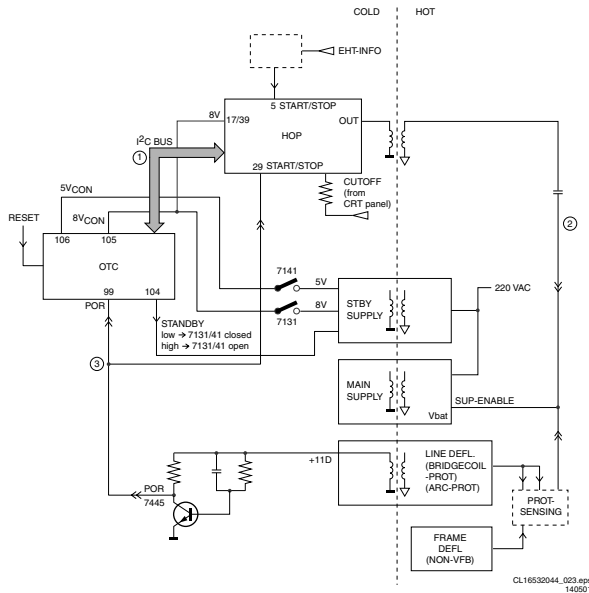 COLD
HOT
EHT-INFO
5 START/STOP
8V
17/39
OUT
HOP
I2C BUS
1
29 START/STOP
CUTOFF
(from
CRT panel)
5VCON
8VCON
2
RESET
106
105
OTC
7141
5V
220 VAC
99
104
8V
STBY
SUPPLY
POR
7131
STANDBY
low → 7131/41 closed
high → 7131/41 open
3
MAIN
SUPPLY
SUP-ENABLE
Vbat
+11D
LINE DEFL.
(BRIDGECOIL
-PROT)
(ARC-PROT)
POR
7445
PROT-
SENSING
FRAME
DEFL
(NON-VFB)
CL16532044_023.eps
140501